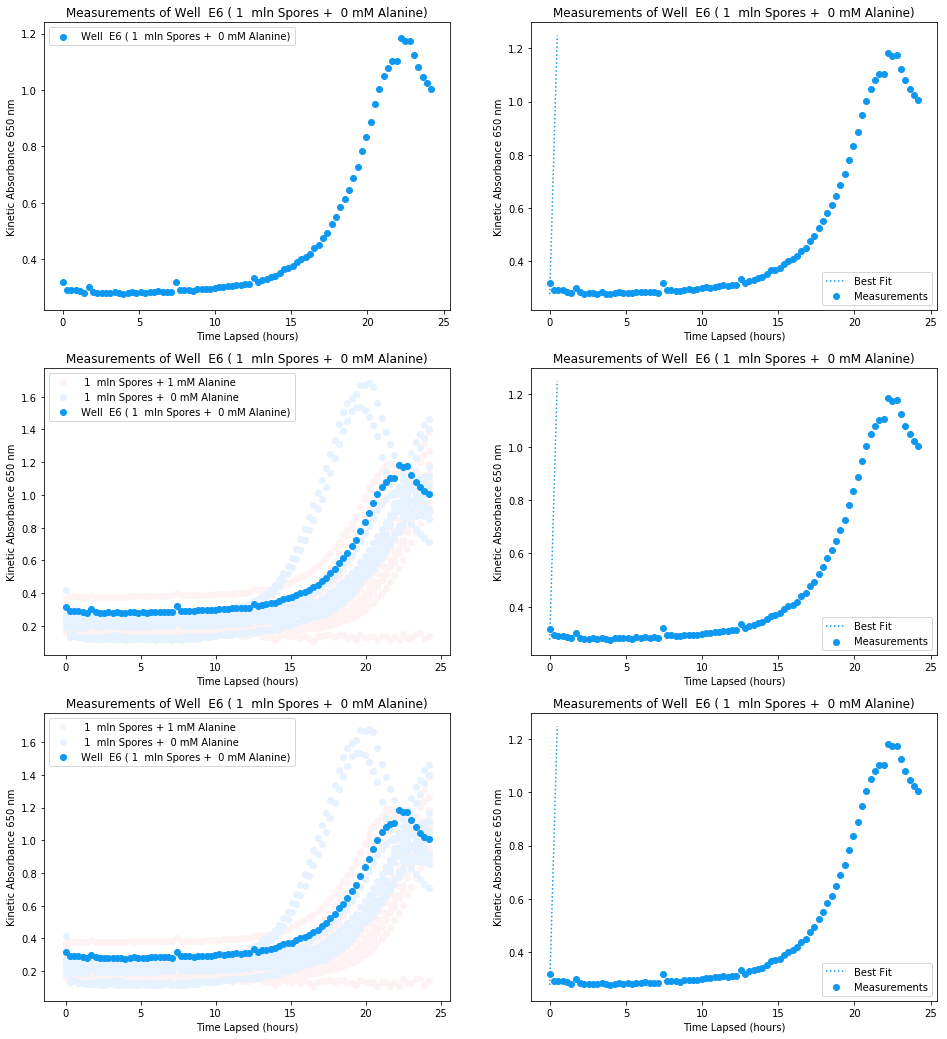 Measurements of Well  E6 ( 1  mln Spores +  0 mM Alanine)
Well  E6 ( 1  mln Spores +  0 mM Alanine)
1.2
1.0
0.8
0.6
0.4
Kinetic Absorbance 650 nm
0 5 10 15 20 25
Time Lapsed (hours)
Measurements of Well  E6 ( 1  mln Spores +  0 mM Alanine)
1.2
1.0
0.8
0.6
0.4
Kinetic Absorbance 650 nm
Best Fit
Measurements
0 5 10 15 20 25
Time Lapsed (hours)
Measurements of Well  E6 ( 1  mln Spores +  0 mM Alanine)
1  mln Spores + 1 mM Alanine
1  mln Spores +  0 mM Alanine
Well  E6 ( 1  mln Spores +  0 mM Alanine)
1.6
1.4
1.2
1.0
0.8
0.6
0.4
0.2
Kinetic Absorbance 650 nm
0 5 10 15 20 25
Time Lapsed (hours)
Measurements of Well  E6 ( 1  mln Spores +  0 mM Alanine)
1.2
1.0
0.8
0.6
0.4
Kinetic Absorbance 650 nm
Best Fit
Measurements
0 5 10 15 20 25
Time Lapsed (hours)
Measurements of Well  E6 ( 1  mln Spores +  0 mM Alanine)
1  mln Spores + 1 mM Alanine
1  mln Spores +  0 mM Alanine
Well  E6 ( 1  mln Spores +  0 mM Alanine)
1.6
1.4
1.2
1.0
0.8
0.6
0.4
0.2
Kinetic Absorbance 650 nm
0 5 10 15 20 25
Time Lapsed (hours)
Measurements of Well  E6 ( 1  mln Spores +  0 mM Alanine)
1.2
1.0
0.8
0.6
0.4
Kinetic Absorbance 650 nm
Best Fit
Measurements
0 5 10 15 20 25
Time Lapsed (hours)